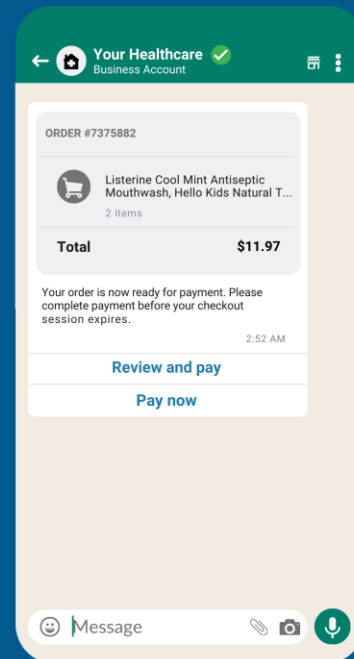 Your Healthcare
Business Account
ORDER #7375882
Listerine Cool Mint Antiseptic
Mouthwash, Hello Kids Natural T...
2 items
Total $11.97
Your order is now ready for payment. Please
complete payment before your checkout
session expires.
2:52 AM
Review and pay
Pay now
Message